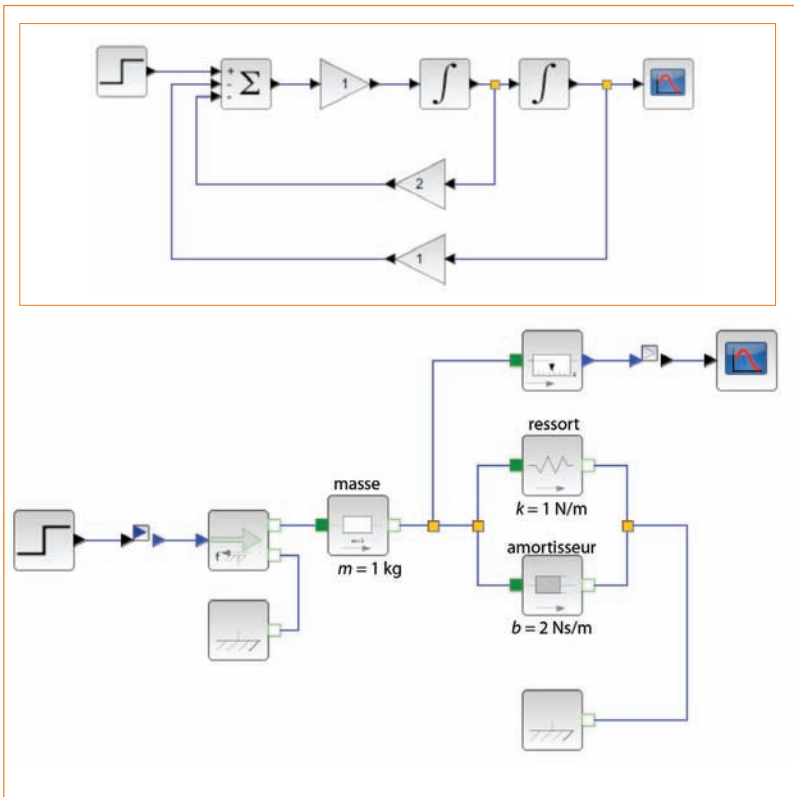 +
-
-
Σ
1
∫
∫
2
1
ressort
k = 1 N/m
masse
m = 1 kg
f
amortisseur
b = 2 Ns/m